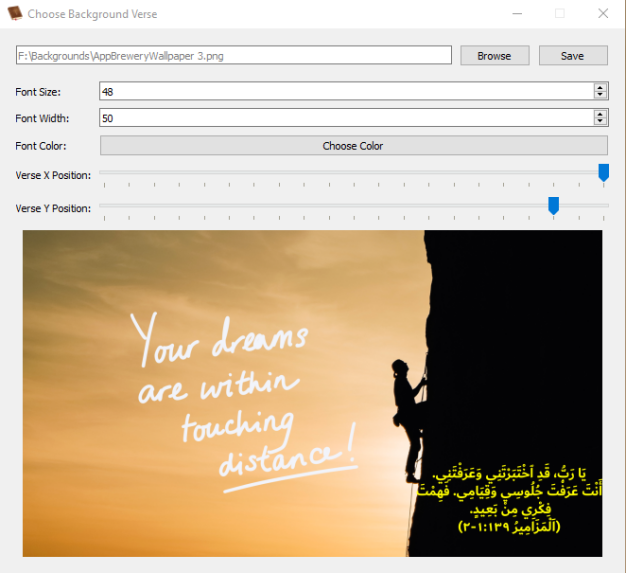 Choose Background Verse
F:\Backgrounds\AppBreweryWallpaper 3.png
Browse
Save
Font Size:
48
Font Width:
50
Font Color:
Choose Color
Verse X Position:
Verse Y Position:
Your dreams
are within
touching
distance!
يَا رَبُّ، قَدِ اَخْتَبَرْتَنِي وَعَرَفْتَنِي.
أَنْتَ عَرَفْتَ جُلُوسِي وَقِيَامِي. فَهِمْتَ
فِكْرِي مِنْ بَعِيدٍ.
(اَلْمَزَامِيرُ ١٣٩:١-٢)